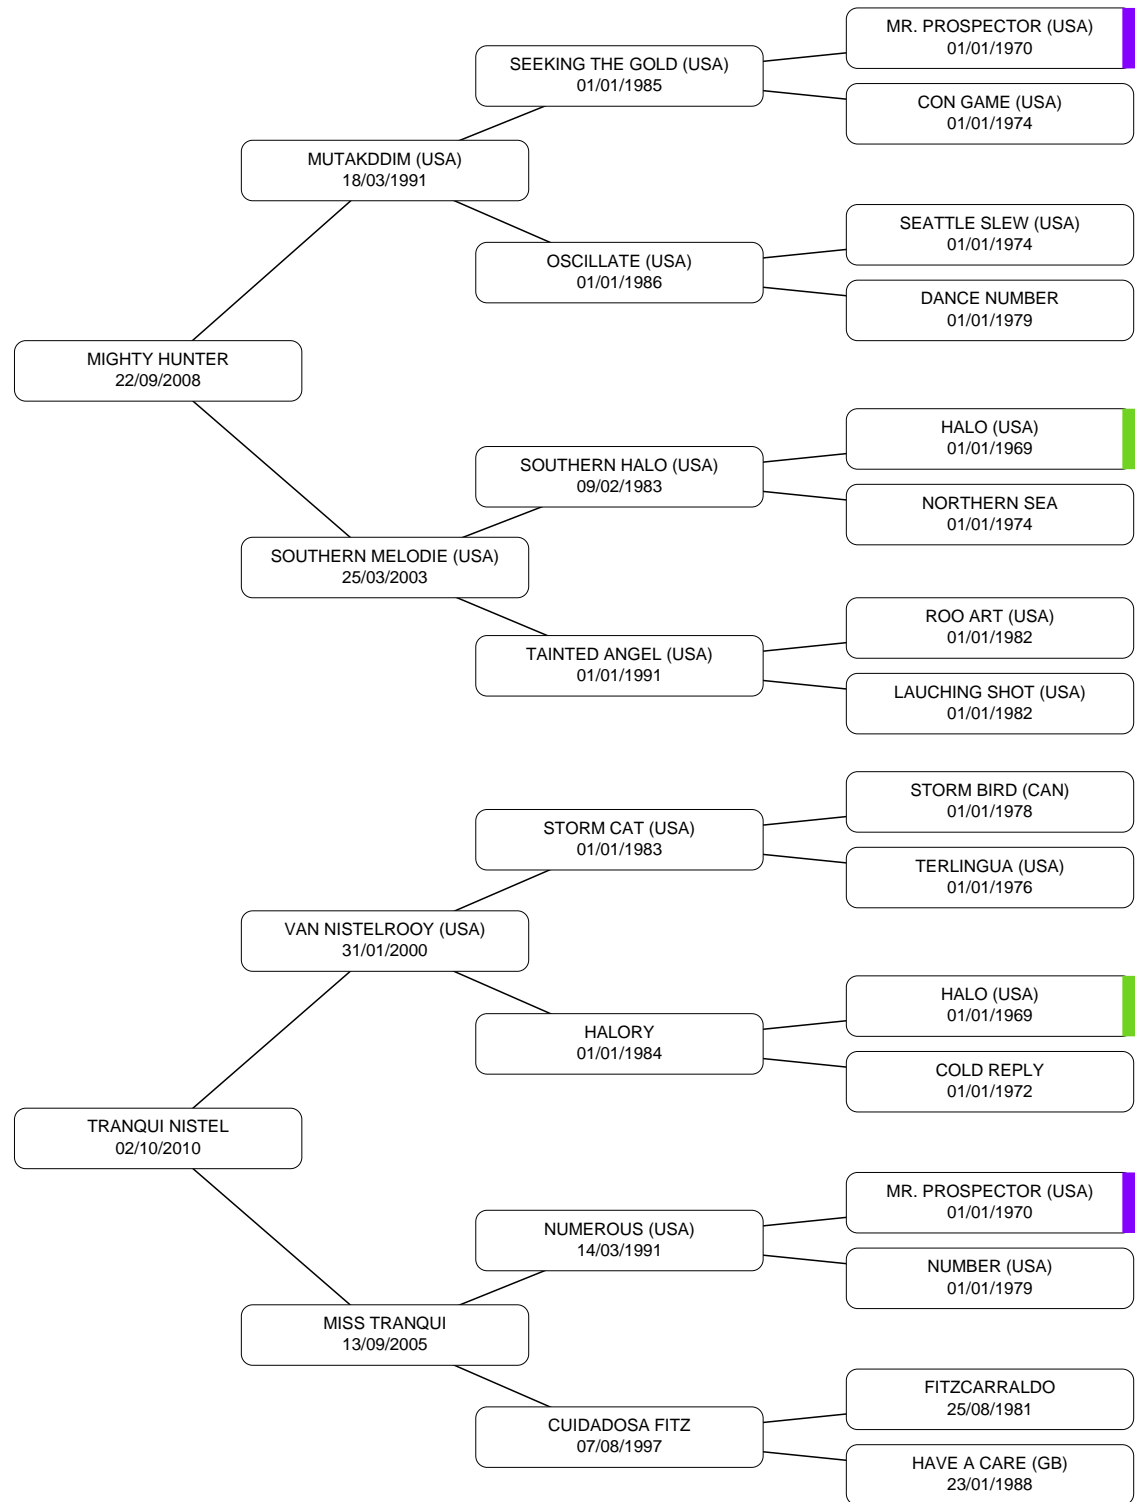 MR. PROSPECTOR (USA)
01/01/1970
SEEKING THE GOLD (USA)
01/01/1985
CON GAME (USA)
01/01/1974
MUTAKDDIM (USA)
18/03/1991
SEATTLE SLEW (USA)
01/01/1974
OSCILLATE (USA)
01/01/1986
DANCE NUMBER
01/01/1979
MIGHTY HUNTER
22/09/2008
HALO (USA)
01/01/1969
SOUTHERN HALO (USA)
09/02/1983
NORTHERN SEA
01/01/1974
SOUTHERN MELODIE (USA)
25/03/2003
ROO ART (USA)
01/01/1982
TAINTED ANGEL (USA)
01/01/1991
LAUCHING SHOT (USA)
01/01/1982
STORM BIRD (CAN)
01/01/1978
STORM CAT (USA)
01/01/1983
TERLINGUA (USA)
01/01/1976
VAN NISTELROOY (USA)
31/01/2000
HALO (USA)
01/01/1969
HALORY
01/01/1984
COLD REPLY
01/01/1972
TRANQUI NISTEL
02/10/2010
MR. PROSPECTOR (USA)
01/01/1970
NUMEROUS (USA)
14/03/1991
NUMBER (USA)
01/01/1979
MISS TRANQUI
13/09/2005
FITZCARRALDO
25/08/1981
CUIDADOSA FITZ
07/08/1997
HAVE A CARE (GB)
23/01/1988